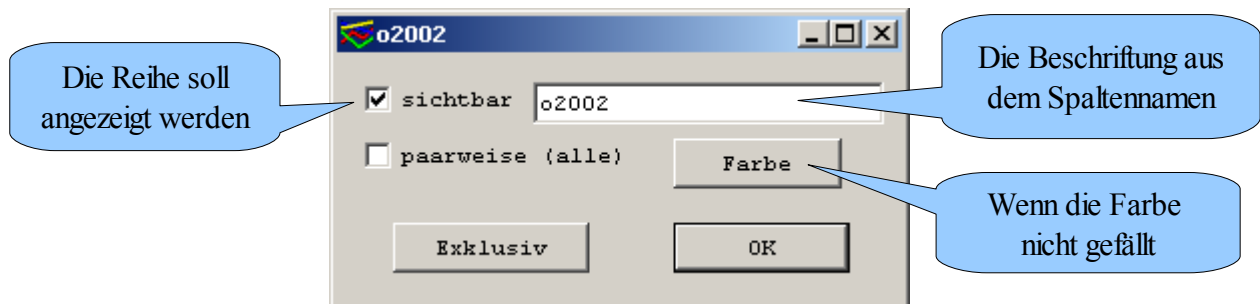 o2002
Die Reihe soll
angezeigt werden
sichtbar
o2002
Die Beschriftung aus
dem Spaltennamen
paarweise (alle)
Farbe
Wenn die Farbe
nicht gefällt
Exklusiv
OK